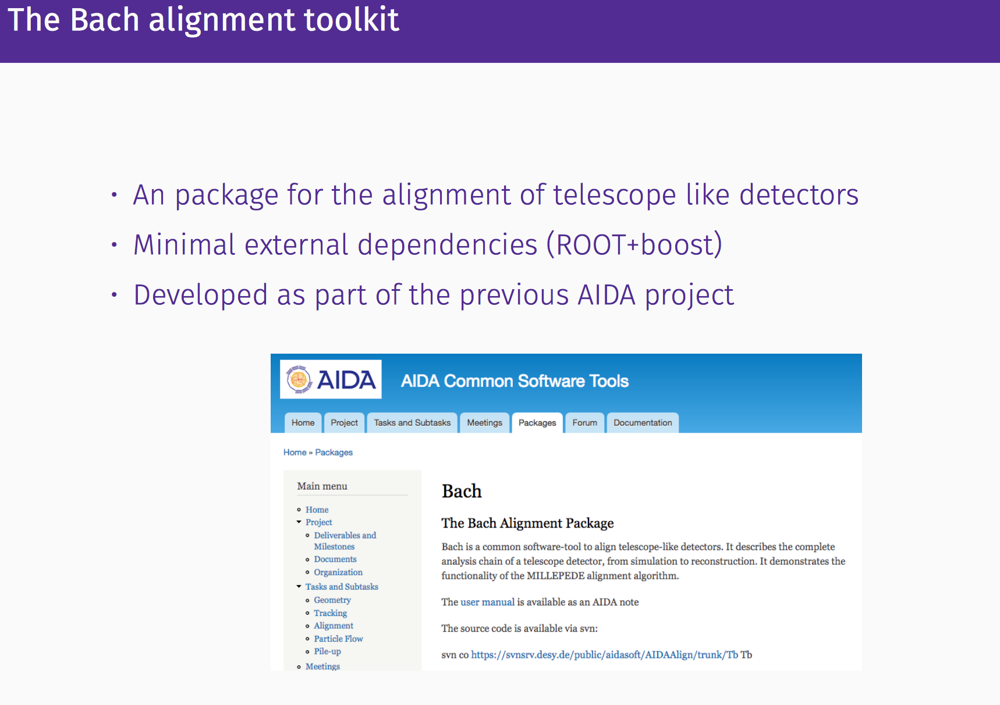 The Bach alignment toolkit
• An package for the alignment of telescope like detectors
• Minimal external dependencies (ROOT+boost)
• Developed as part of the previous AIDA project
AIDA
AIDA Common Software Tools
Home Project Tasks and Subtasks Meetings Packages Forum Documentation
Home » Packages
Main menu
Home
Project
Deliverables and
Milestones
Documents
Organization
Tasks and Subtasks
Geometry
Tracking
Alignment
Particle Flow
Pile-up
Meetings
Bach
The Bach Alignment Package
Bach is a common software-tool to align telescope-like detectors. It describes the complete
analysis chain of a telescope detector, from simulation to reconstruction. It demonstrates the
functionality of the MILLEPEDE alignment algorithm.
The user manual is available as an AIDA note
The source code is available via svn:
svn co https://svnsrv.desy.de/public/aidasoft/AIDAAlign/trunk/Tb Tb